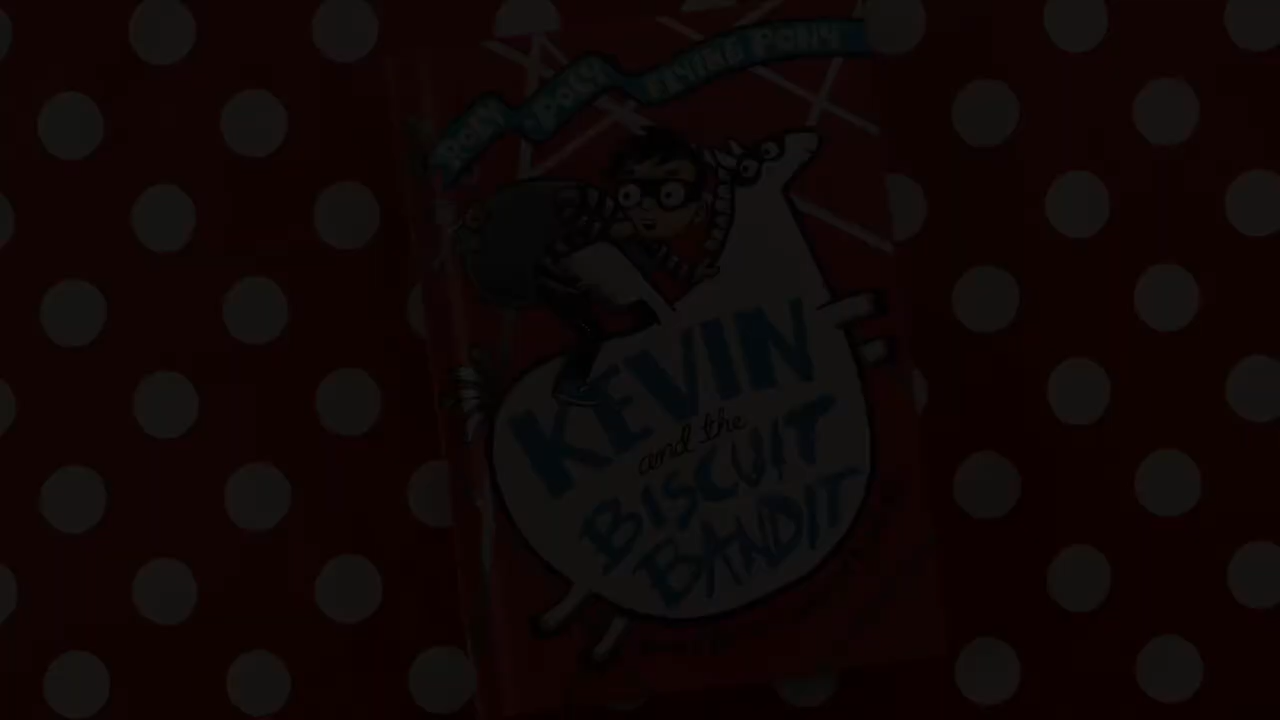 ROLY-POLY FLYING PONY
KEVIN
and the
BISCUIT
BANDIT